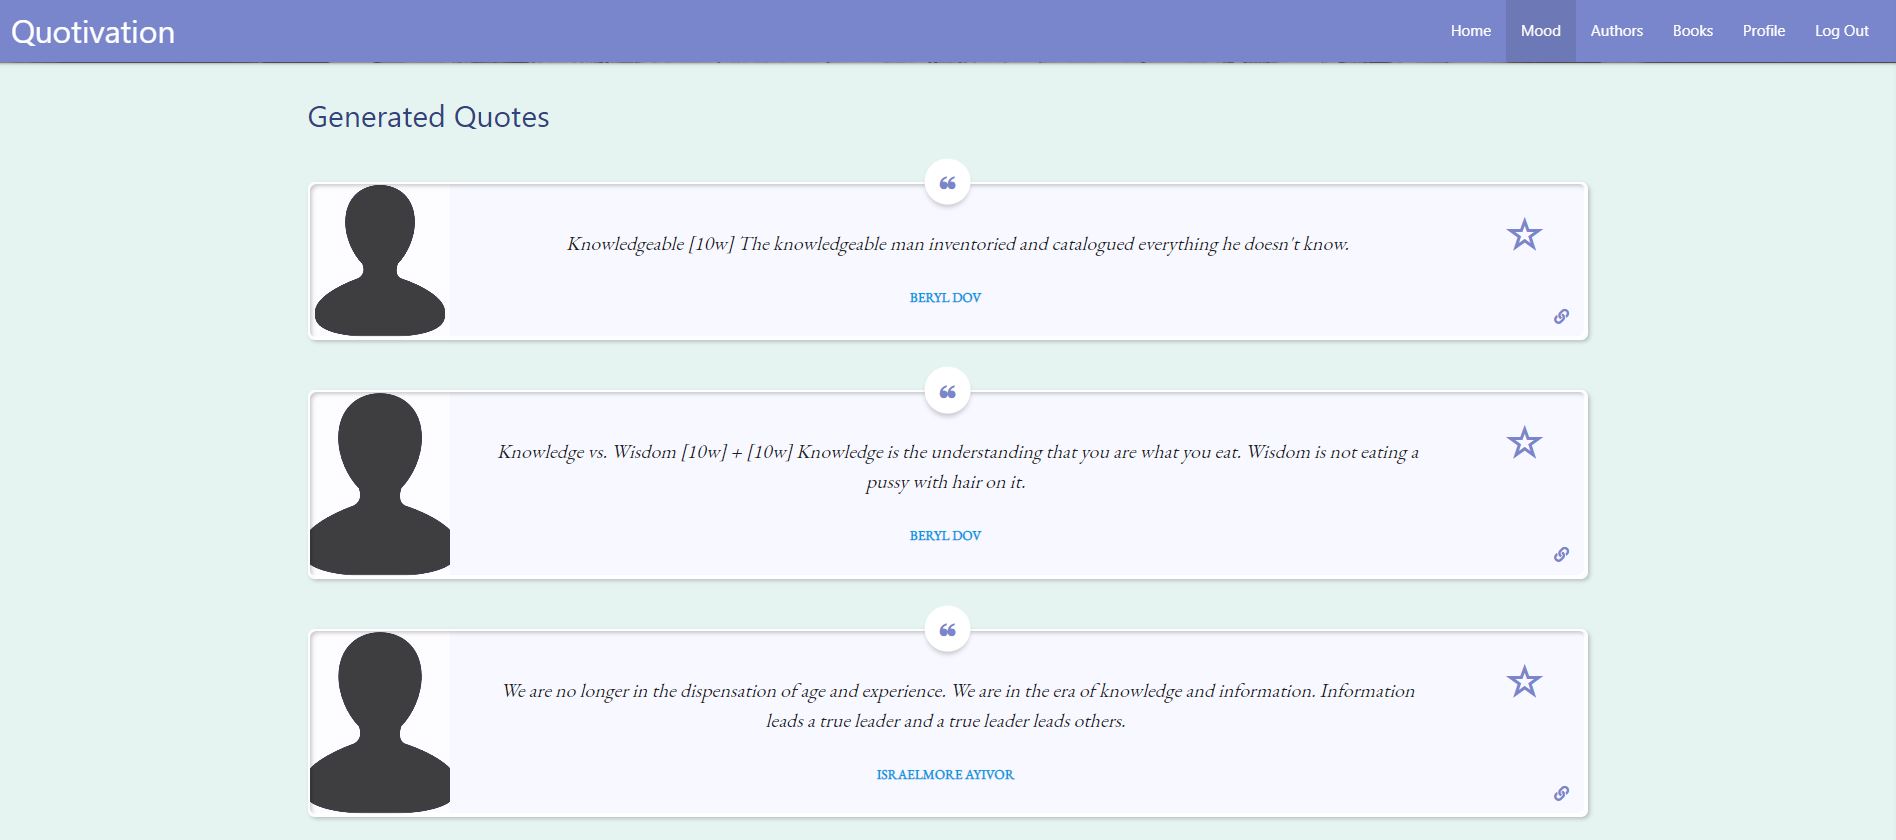 Quotivation
Home Mood Authors Books Profile Log Out
Generated Quotes
❝
Knowledgeable [10w] The knowledgeable man inventoried and catalogued everything he doesn't know.
BERYL DOV
❝
Knowledge vs. Wisdom [10w] + [10w] Knowledge is the understanding that you are what you eat. Wisdom is not eating a
pussy with hair on it.
BERYL DOV
❝
We are no longer in the dispensation of age and experience. We are in the era of knowledge and information. Information
leads a true leader and a true leader leads others.
ISRAELMORE AYIVOR